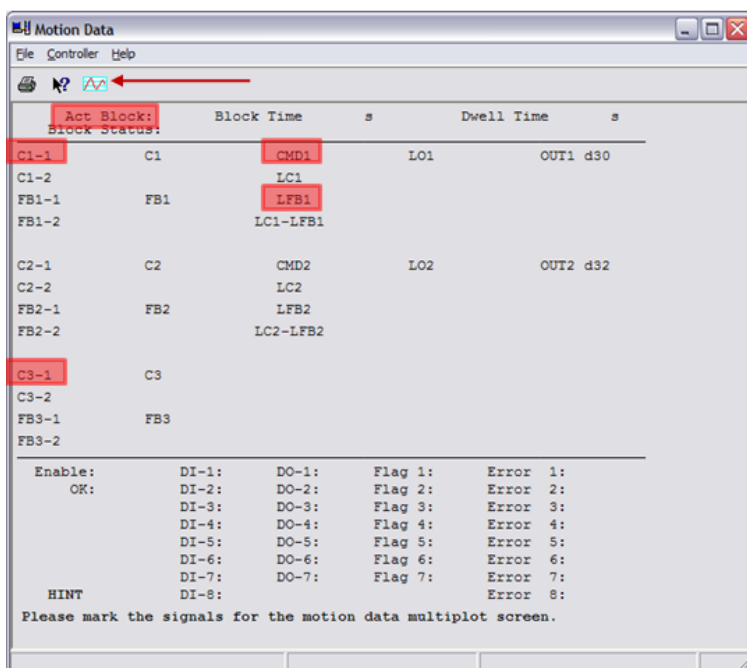 Motion Data
File Controller Help
Act Block: Block Time s Dwell Time s
Block Status:
C1-1 C1 CMD1 LO1 OUT1 d30
C1-2 LC1
FB1-1 FB1 LFB1
FB1-2 LC1-LFB1
C2-1 C2 CMD2 LO2 OUT2 d32
C2-2 LC2
FB2-1 FB2 LFB2
FB2-2 LC2-LFB2
C3-1 C3
C3-2
FB3-1 FB3
FB3-2
Enable: DI-1: DO-1: Flag 1: Error 1:
OK: DI-2: DO-2: Flag 2: Error 2:
DI-3: DO-3: Flag 3: Error 3:
DI-4: DO-4: Flag 4: Error 4:
DI-5: DO-5: Flag 5: Error 5:
DI-6: DO-6: Flag 6: Error 6:
DI-7: DO-7: Flag 7: Error 7:
HINT DI-8: Error 8:
Please mark the signals for the motion data multiplot screen.